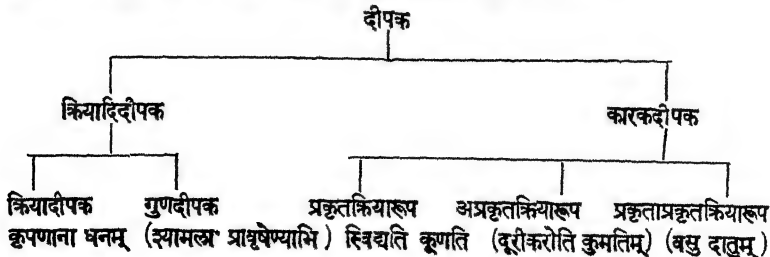 दीपक
क्रियादिदीपक कारकदीपक
क्रियादीपक गुणदीपक प्रकृतक्रियारूप अप्रकृतक्रियारूप प्रकृताप्रकृतक्रियारूप
कृपणाना धनम् (श्यामला प्रावृषेण्याभि) स्विद्यति कूणति (दूरीकरोति कुमतिम्) (वसु दातुम्)